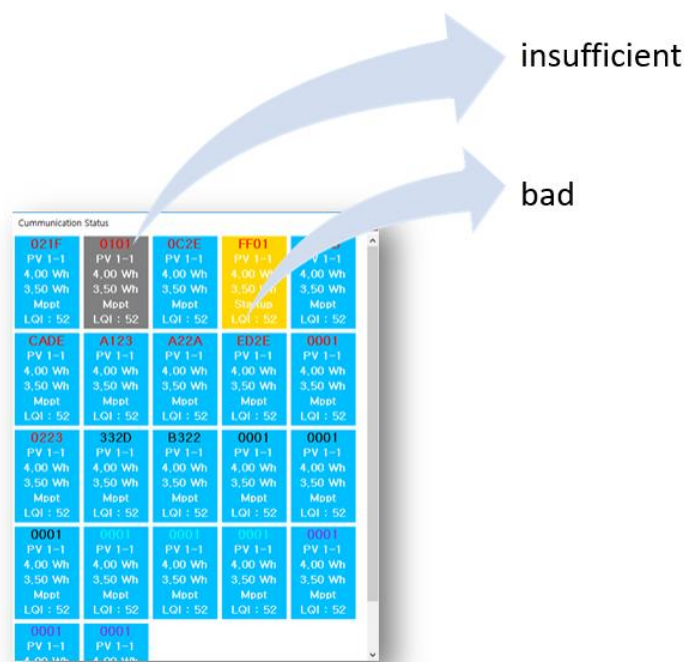 insufficient
bad
Cummunication Status
021F 0101 0C2E FF01
PV 1-1 PV 1-1 PV 1-1 PV 1-1 V 1-1
4,00 Wh 4,00 Wh 4,00 Wh 4,00 Wh 4,00 Wh
3,50 Wh 3,50 Wh 3,50 Wh 3,50 Wh 3,50 Wh
Mppt Mppt Mppt Startup Mppt
LQI : 52 LQI : 52 LQI : 52 LQI : 52 LQI : 52
CADE A123 A22A ED2E 0001
PV 1-1 PV 1-1 PV 1-1 PV 1-1 PV 1-1
4,00 Wh 4,00 Wh 4,00 Wh 4,00 Wh 4,00 Wh
3,50 Wh 3,50 Wh 3,50 Wh 3,50 Wh 3,50 Wh
Mppt Mppt Mppt Mppt Mppt
LQI : 52 LQI : 52 LQI : 52 LQI : 52 LQI : 52
0223 332D B322 0001 0001
PV 1-1 PV 1-1 PV 1-1 PV 1-1 PV 1-1
4,00 Wh 4,00 Wh 4,00 Wh 4,00 Wh 4,00 Wh
3,50 Wh 3,50 Wh 3,50 Wh 3,50 Wh 3,50 Wh
Mppt Mppt Mppt Mppt Mppt
LQI : 52 LQI : 52 LQI : 52 LQI : 52 LQI : 52
0001 0001 0001 0001 0001
PV 1-1 PV 1-1 PV 1-1 PV 1-1 PV 1-1
4,00 Wh 4,00 Wh 4,00 Wh 4,00 Wh 4,00 Wh
3,50 Wh 3,50 Wh 3,50 Wh 3,50 Wh 3,50 Wh
Mppt Mppt Mppt Mppt Mppt
LQI : 52 LQI : 52 LQI : 52 LQI : 52 LQI : 52
0001 0001
PV 1-1 PV 1-1
4,00 Wh 4,00 Wh